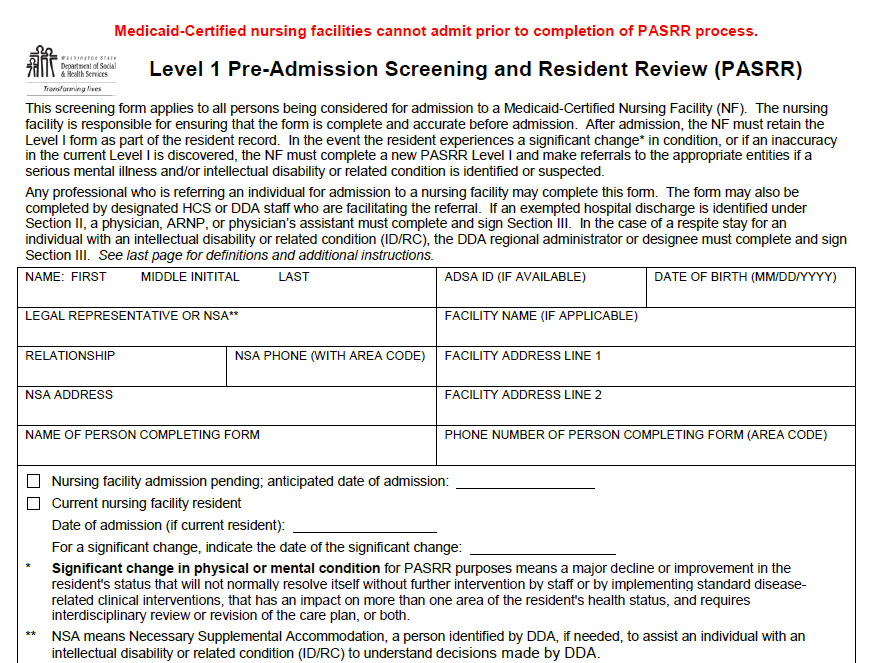 Medicaid-Certified nursing facilities cannot admit prior to completion of PASRR process.
Washington State
Department of Social
& Health Services
Transforming lives
Level 1 Pre-Admission Screening and Resident Review (PASRR)
This screening form applies to all persons being considered for admission to a Medicaid-Certified Nursing Facility (NF). The nursing
facility is responsible for ensuring that the form is complete and accurate before admission. After admission, the NF must retain the
Level I form as part of the resident record. In the event the resident experiences a significant change* in condition, or if an inaccuracy
in the current Level I is discovered, the NF must complete a new PASRR Level I and make referrals to the appropriate entities if a
serious mental illness and/or intellectual disability or related condition is identified or suspected.
Any professional who is referring an individual for admission to a nursing facility may complete this form. The form may also be
completed by designated HCS or DDA staff who are facilitating the referral. If an exempted hospital discharge is identified under
Section II, a physician, ARNP, or physician's assistant must complete and sign Section III. In the case of a respite stay for an
individual with an intellectual disability or related condition (ID/RC), the DDA regional administrator or designee must complete and sign
Section III. See last page for definitions and additional instructions.
NAME: FIRST MIDDLE INITITAL LAST ADSA ID (IF AVAILABLE) DATE OF BIRTH (MM/DD/YYYY)
LEGAL REPRESENTATIVE OR NSA** FACILITY NAME (IF APPLICABLE)
RELATIONSHIP NSA PHONE (WITH AREA CODE) FACILITY ADDRESS LINE 1
NSA ADDRESS FACILITY ADDRESS LINE 2
NAME OF PERSON COMPLETING FORM PHONE NUMBER OF PERSON COMPLETING FORM (AREA CODE)
Nursing facility admission pending; anticipated date of admission:
Current nursing facility resident
Date of admission (if current resident):
For a significant change, indicate the date of the significant change:
* Significant change in physical or mental condition for PASRR purposes means a major decline or improvement in the
resident's status that will not normally resolve itself without further intervention by staff or by implementing standard disease-
related clinical interventions, that has an impact on more than one area of the resident's health status, and requires
interdisciplinary review or revision of the care plan, or both.
** NSA means Necessary Supplemental Accommodation, a person identified by DDA, if needed, to assist an individual with an
intellectual disability or related condition (ID/RC) to understand decisions made by DDA.